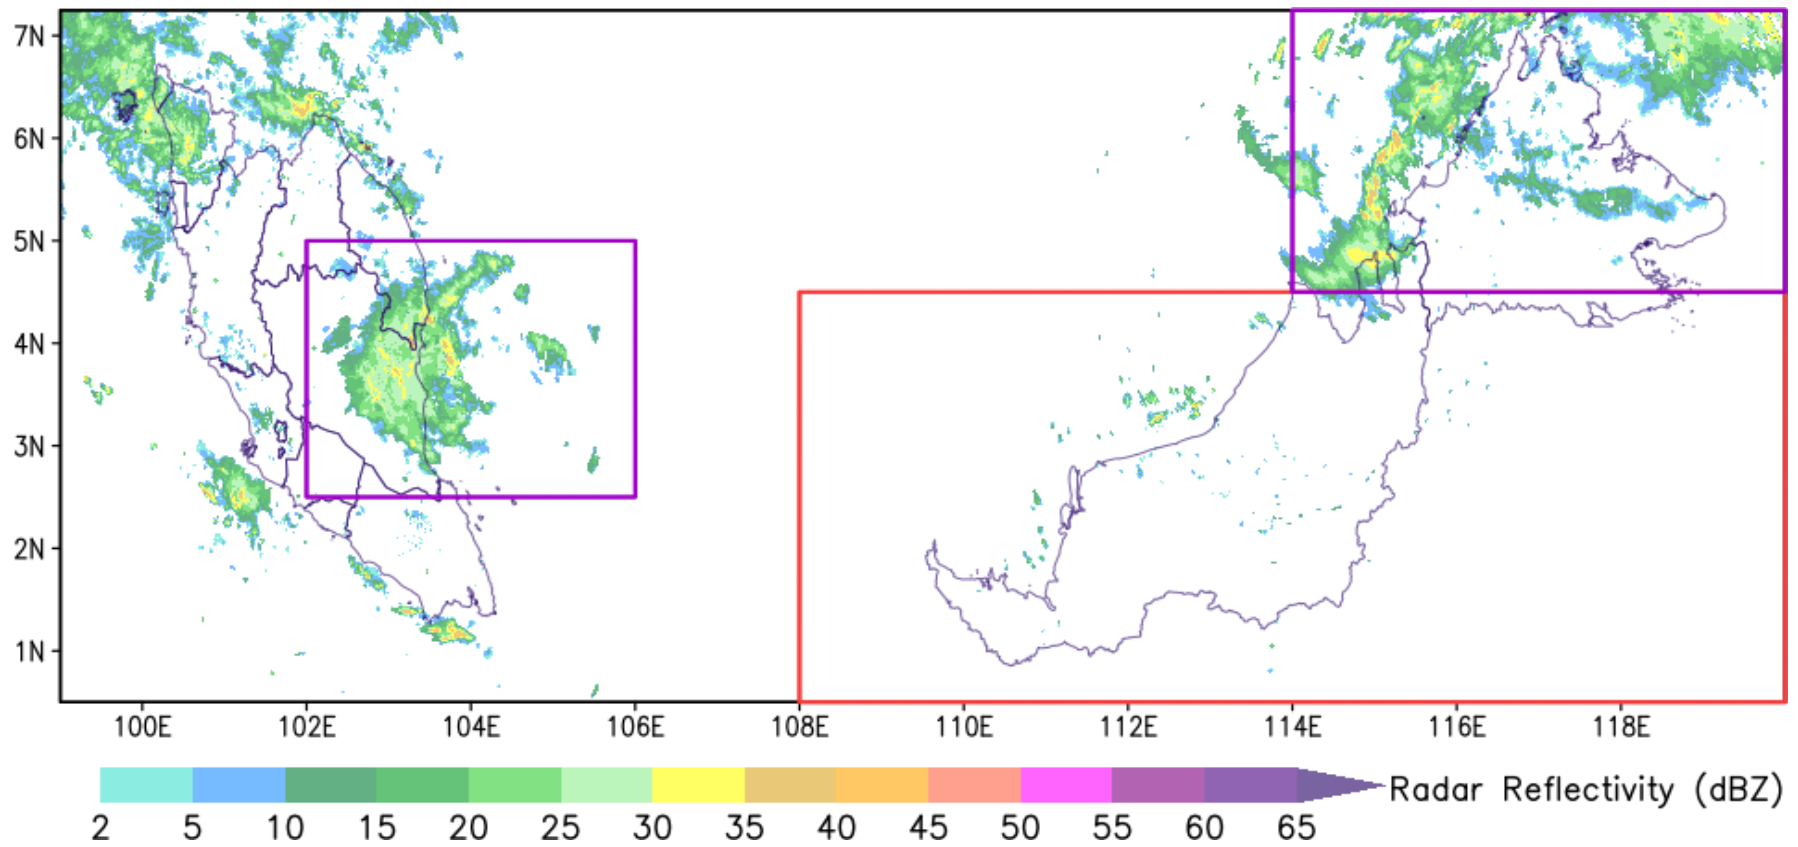 7N
6N
5N
4N
3N
2N
1N
100E 102E 104E 106E 108E 110E 112E 114E 116E 118E
Radar Reflectivity (dBZ)
2 5 10 15 20 25 30 35 40 45 50 55 60 65